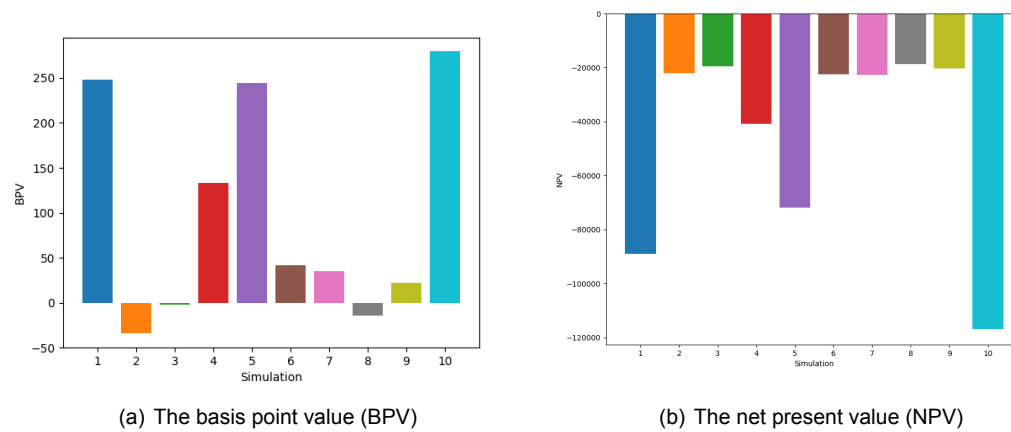 250
200
150
100
50
0
−50
BPV
1 2 3 4 5 6 7 8 9 10
Simulation
(a) The basis point value (BPV)
0
−20000
−40000
−60000
−80000
−100000
−120000
NPV
1 2 3 4 5 6 7 8 9 10
Simulation
(b) The net present value (NPV)